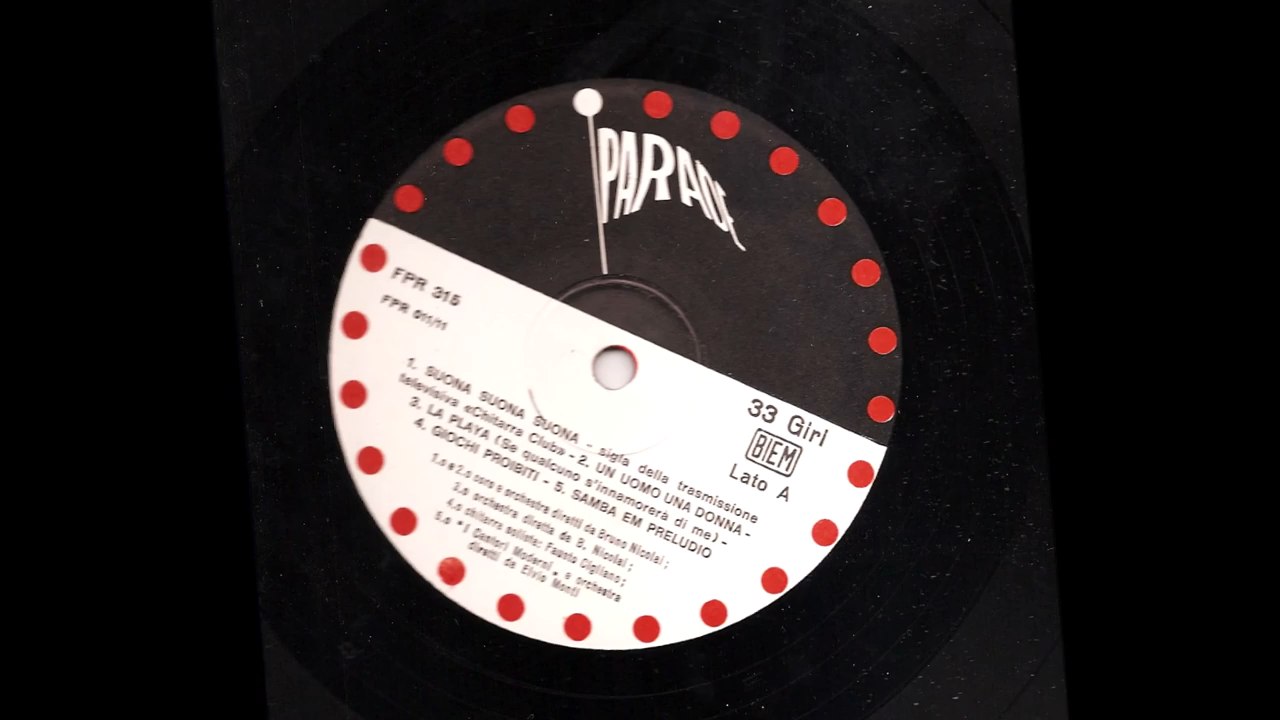 PARADE
FPR 315
FPR 011/11
33 Giri
BIEM
Lato A
1. SUONA SUONA SUONA - sigla della trasmissione
televisiva «Chitarra Club» - 2. UN UOMO UNA DONNA -
3. LA PLAYA (Se qualcuno s'innamorerà di me) -
4. GIOCHI PROIBITI - 5. SAMBA EM PRELUDIO
1.o e 2.o coro e orchestra diretti da Bruno Nicolai;
3.o orchestra diretta da B. Nicolai;
4.o chitarra solista: Fausto Cigliano;
5.o "I Cantori Moderni" e orchestra
diretti da Elvio Monti